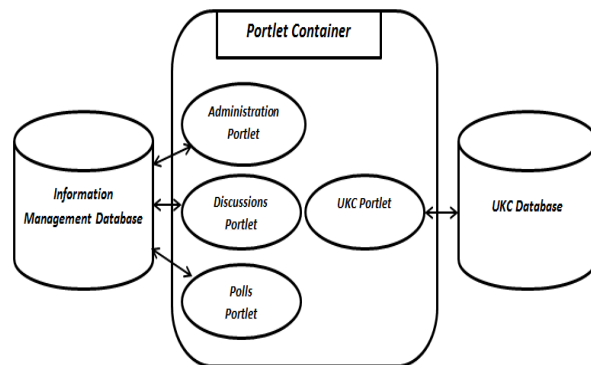 Portlet Container
Administration
Portlet
Information
Management Database
Discussions
Portlet
UKC Portlet
UKC Database
Polls
Portlet